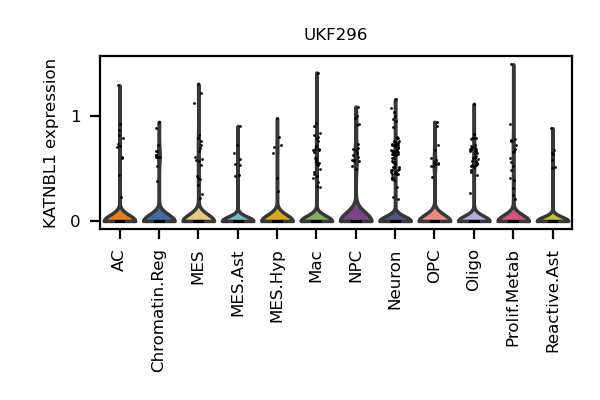 UKF296
KATNBL1 expression
1
0
AC
Chromatin.Reg
MES
MES.Ast
MES.Hyp
Mac
NPC
Neuron
OPC
Oligo
Prolif.Metab
Reactive.Ast